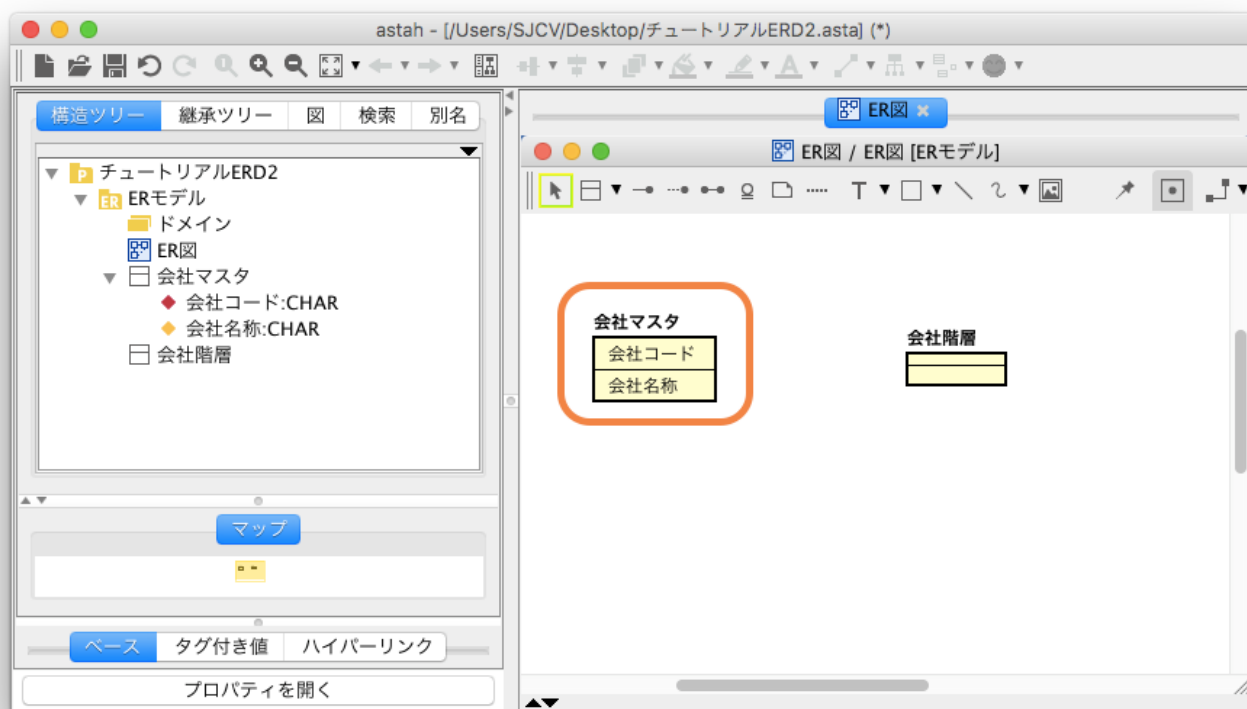 astah - [/Users/SJCV/Desktop/チュートリアルERD2.asta] (*)
構造ツリー 継承ツリー 図 検索 別名
チュートリアルERD2
ERモデル
ドメイン
ER図
会社マスタ
会社コード:CHAR
会社名称:CHAR
会社階層
マップ
ベース タグ付き値 ハイパーリンク
プロパティを開く
ER図
ER図 / ER図 [ERモデル]
会社マスタ
会社コード
会社名称
会社階層